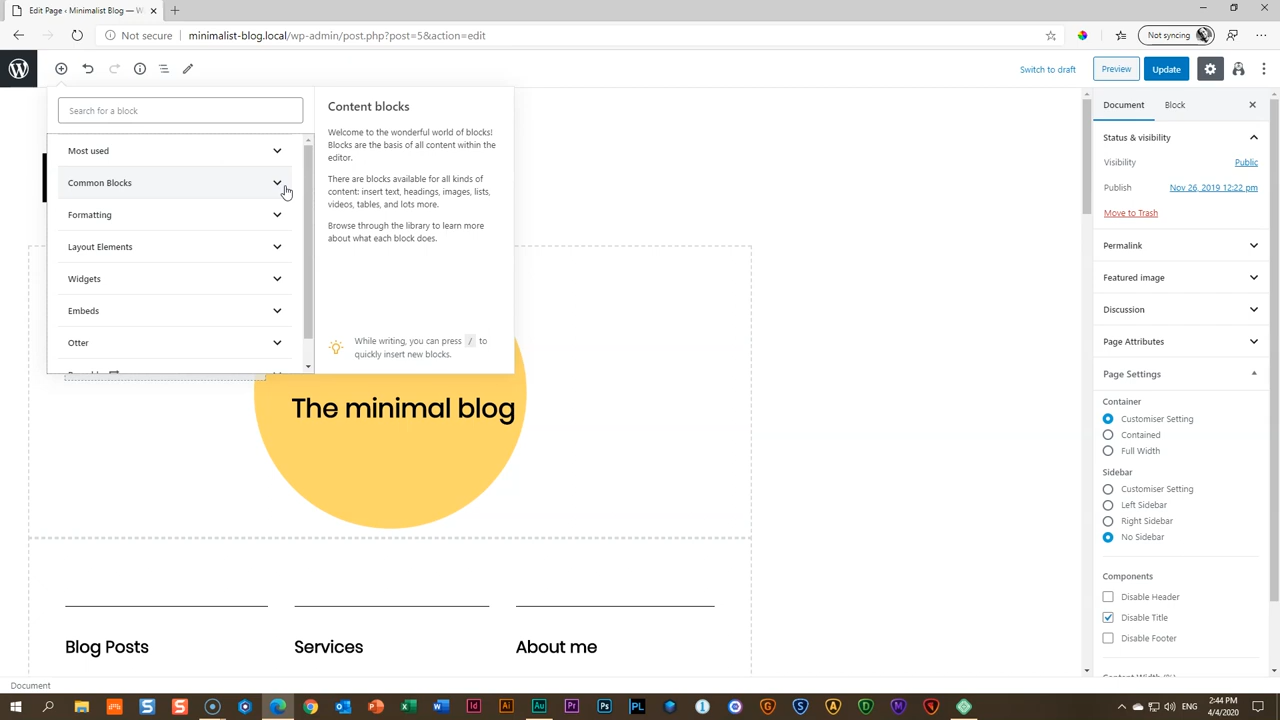 Edit Page ‹ Minimalist Blog — W
Not secure
minimalist-blog.local/wp-admin/post.php?post=5&action=edit
Not syncing
Switch to draft
Preview
Update
Search for a block
Most used
Common Blocks
Formatting
Layout Elements
Widgets
Embeds
Otter
Content blocks
Welcome to the wonderful world of blocks!
Blocks are the basis of all content within the
editor.
There are blocks available for all kinds of
content: insert text, headings, images, lists,
videos, tables, and lots more.
Browse through the library to learn more
about what each block does.
While writing, you can press / to
quickly insert new blocks.
The minimal blog
Blog Posts
Services
About me
Document
Block
Status & visibility
Visibility
Public
Publish
Nov 26, 2019 12:22 pm
Move to Trash
Permalink
Featured image
Discussion
Page Attributes
Page Settings
Container
Customiser Setting
Contained
Full Width
Sidebar
Customiser Setting
Left Sidebar
Right Sidebar
No Sidebar
Components
Disable Header
Disable Title
Disable Footer
Content Width (%)
Document
2:44 PM
4/4/2020